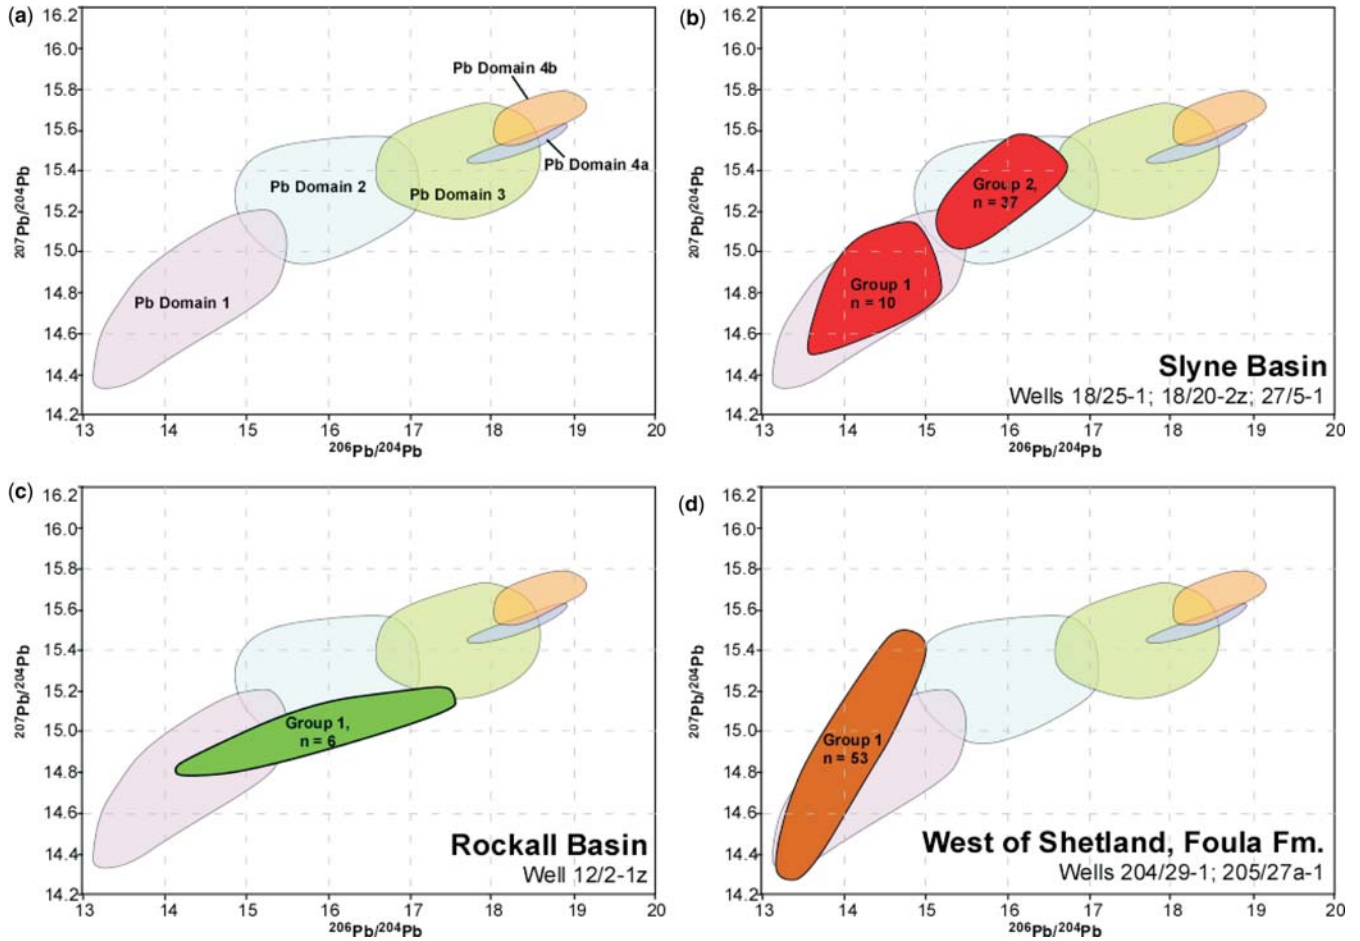 (a)
16.2
16.0
15.8
15.6
15.4
15.2
15.0
14.8
14.6
14.4
14.2
207Pb/204Pb
Pb Domain 4b
Pb Domain 4a
Pb Domain 2
Pb Domain 3
Pb Domain 1
13 14 15 16 17 18 19 20
206Pb/204Pb
(b)
16.2
16.0
15.8
15.6
15.4
15.2
15.0
14.8
14.6
14.4
14.2
207Pb/204Pb
Group 2,
n = 37
Group 1
n = 10
Slyne Basin
Wells 18/25-1; 18/20-2z; 27/5-1
13 14 15 16 17 18 19 20
206Pb/204Pb
(c)
16.2
16.0
15.8
15.6
15.4
15.2
15.0
14.8
14.6
14.4
14.2
207Pb/204Pb
Group 1,
n = 6
Rockall Basin
Well 12/2-1z
13 14 15 16 17 18 19 20
206Pb/204Pb
(d)
16.2
16.0
15.8
15.6
15.4
15.2
15.0
14.8
14.6
14.4
14.2
207Pb/204Pb
Group 1
n = 53
West of Shetland, Foula Fm.
Wells 204/29-1; 205/27a-1
13 14 15 16 17 18 19 20
206Pb/204Pb